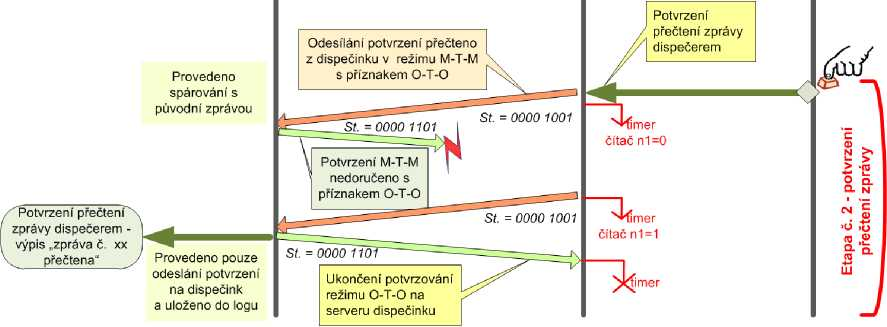 Potvrzení
přečtení zprávy
dispečerem
Odesílání potvrzení přečteno
z dispečinku v režimu M-T-M
s příznakem O-T-O
Provedeno
spárování s
původní zprávou
St. = 0000 1101
St. = 0000 1001
timer
čítač n1=0
Potvrzení M-T-M
nedoručeno s
příznakem O-T-O
Potvrzení přečtení
zprávy dispečerem -
výpis „zpráva č. xx
přečtena“
St. = 0000 1001
timer
čítač n1=1
St. = 0000 1101
Provedeno pouze
odeslání potvrzení
na dispečink
a uloženo do logu
Ukončení potvrzování
režimu O-T-O na
serveru dispečinku
timer
Etapa č. 2 - potvrzení
přečtení zprávy